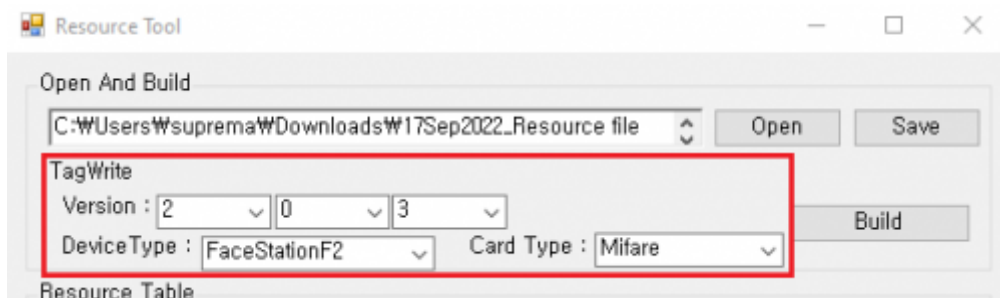 Resource Tool
Open And Build
C:₩Users₩suprema₩Downloads₩17Sep2022_Resource file
Open
Save
TagWrite
Version : 2 0 3
Build
DeviceType : FaceStationF2 Card Type : Mifare
Resource Table